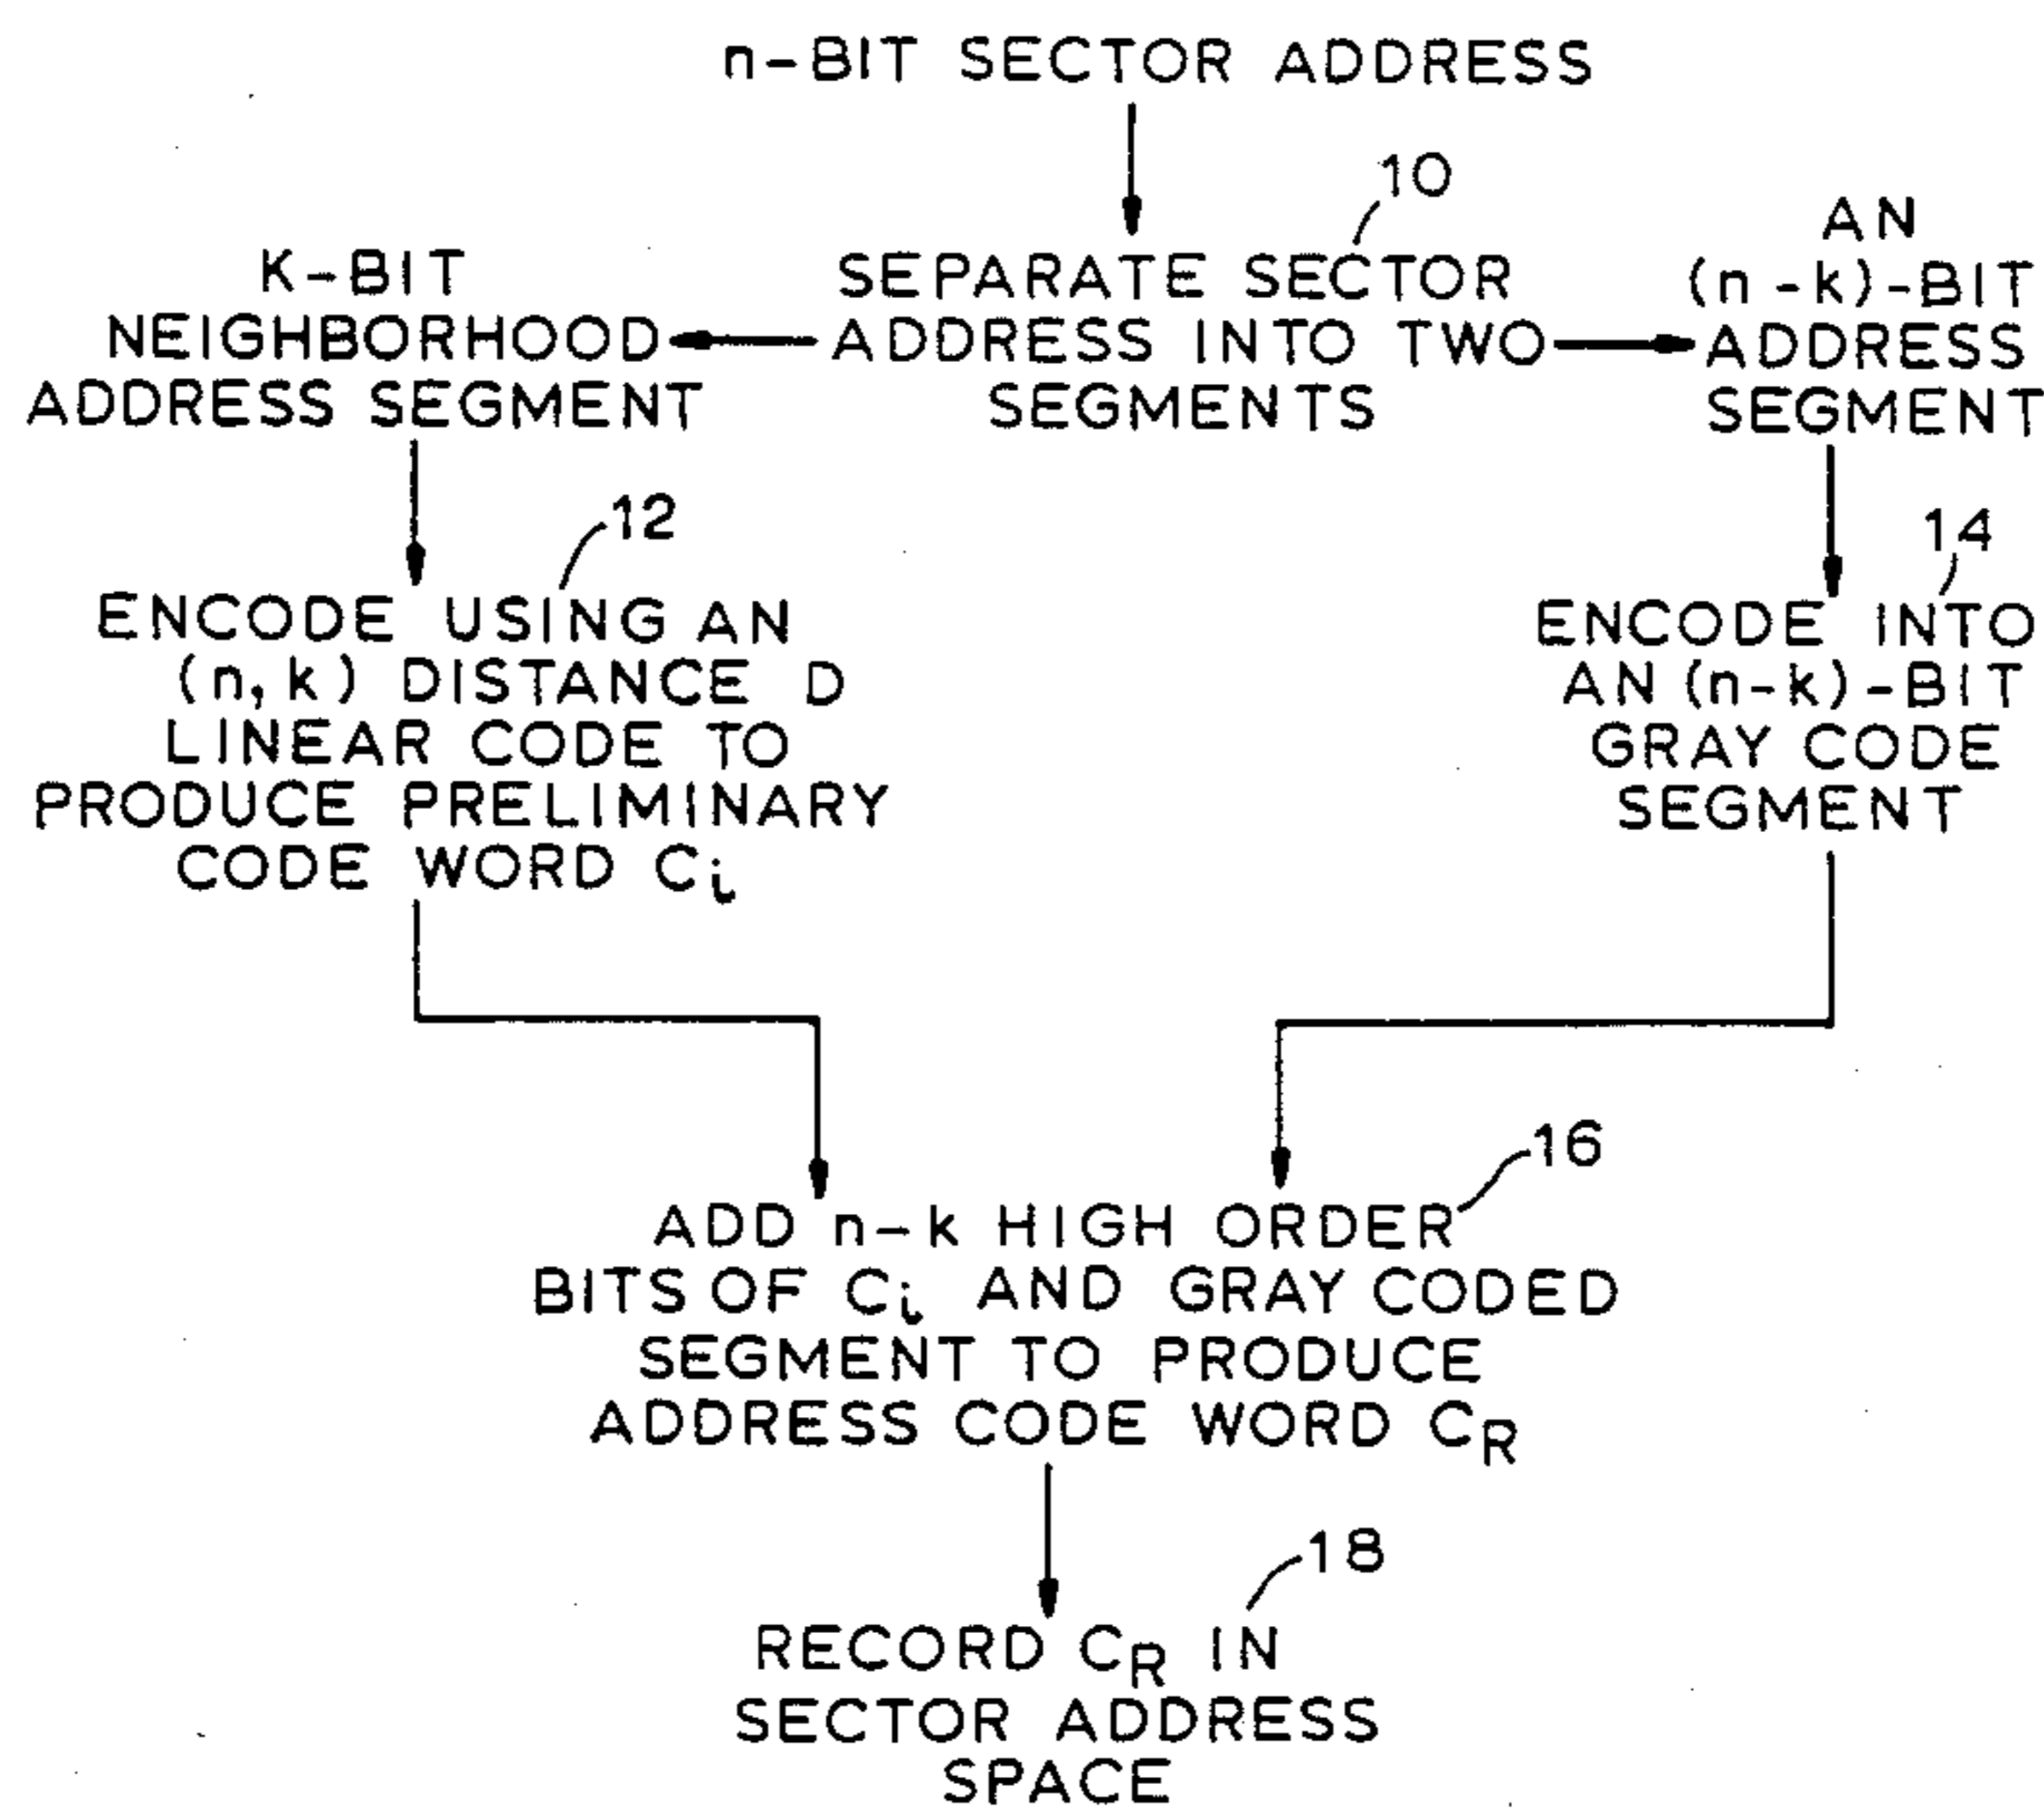 n-BIT SECTOR ADDRESS
10
SEPARATE SECTOR
ADDRESS INTO TWO
SEGMENTS
K-BIT
NEIGHBORHOOD
ADDRESS SEGMENT
AN
(n-k)-BIT
ADDRESS
SEGMENT
12
ENCODE USING AN
(n,k) DISTANCE D
LINEAR CODE TO
PRODUCE PRELIMINARY
CODE WORD Ci
14
ENCODE INTO
AN (n-k)-BIT
GRAY CODE
SEGMENT
16
ADD n-k HIGH ORDER
BITS OF Ci AND GRAY CODED
SEGMENT TO PRODUCE
ADDRESS CODE WORD CR
18
RECORD CR IN
SECTOR ADDRESS
SPACE